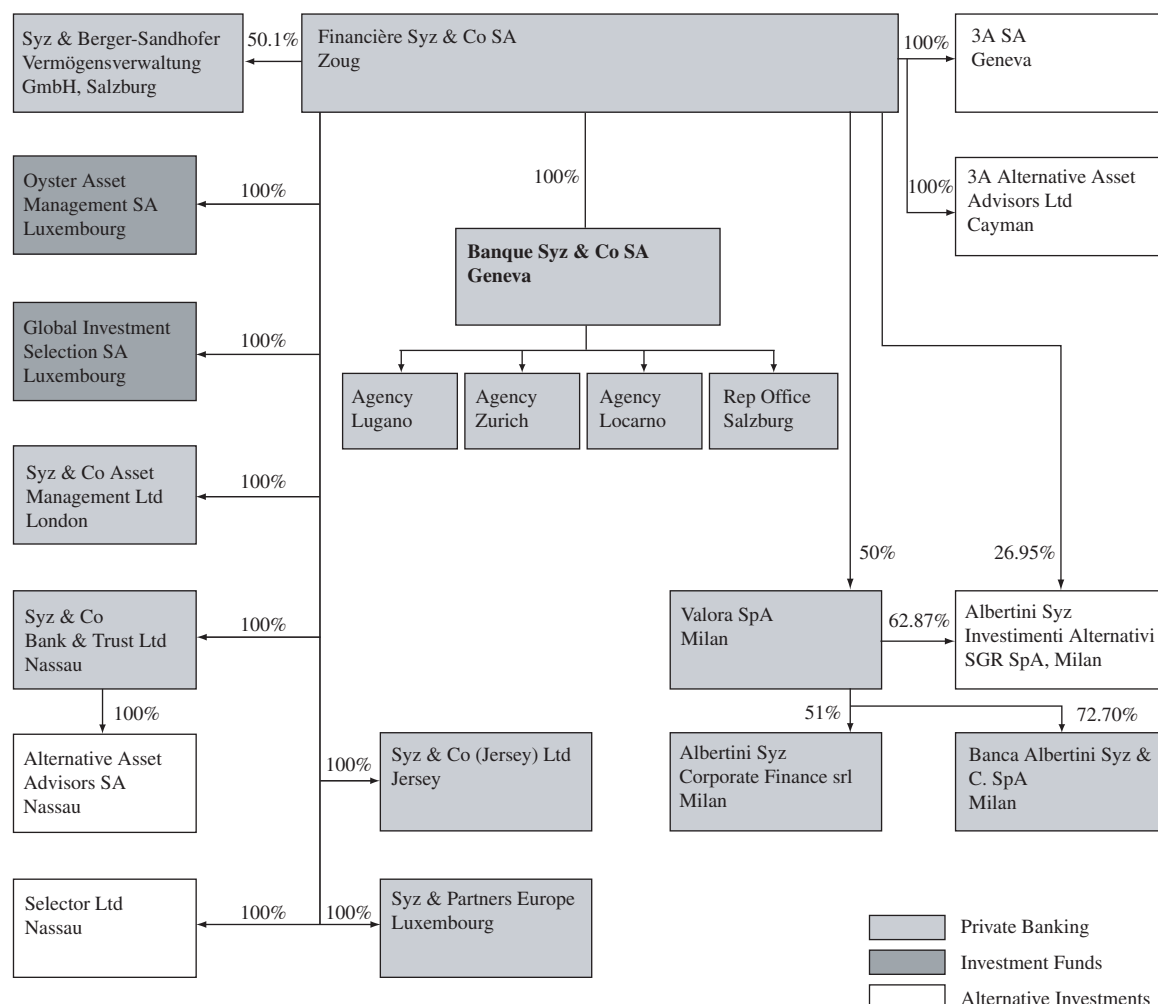 Syz & Berger-Sandhofer
Vermögensverwaltung
GmbH, Salzburg
50.1%
Financière Syz & Co SA
Zoug
100%
3A SA
Geneva
Oyster Asset
Management SA
Luxembourg
100%
100%
100%
3A Alternative Asset
Advisors Ltd
Cayman
Banque Syz & Co SA
Geneva
Global Investment
Selection SA
Luxembourg
100%
Agency
Lugano
Agency
Zurich
Agency
Locarno
Rep Office
Salzburg
Syz & Co Asset
Management Ltd
London
100%
50%
26.95%
Syz & Co
Bank & Trust Ltd
Nassau
100%
Valora SpA
Milan
62.87%
Albertini Syz
Investimenti Alternativi
SGR SpA, Milan
100%
51%
72.70%
Alternative Asset
Advisors SA
Nassau
100%
Syz & Co (Jersey) Ltd
Jersey
Albertini Syz
Corporate Finance srl
Milan
Banca Albertini Syz &
C. SpA
Milan
Selector Ltd
Nassau
100%
100%
Syz & Partners Europe
Luxembourg
Private Banking
Investment Funds
Alternative Investments